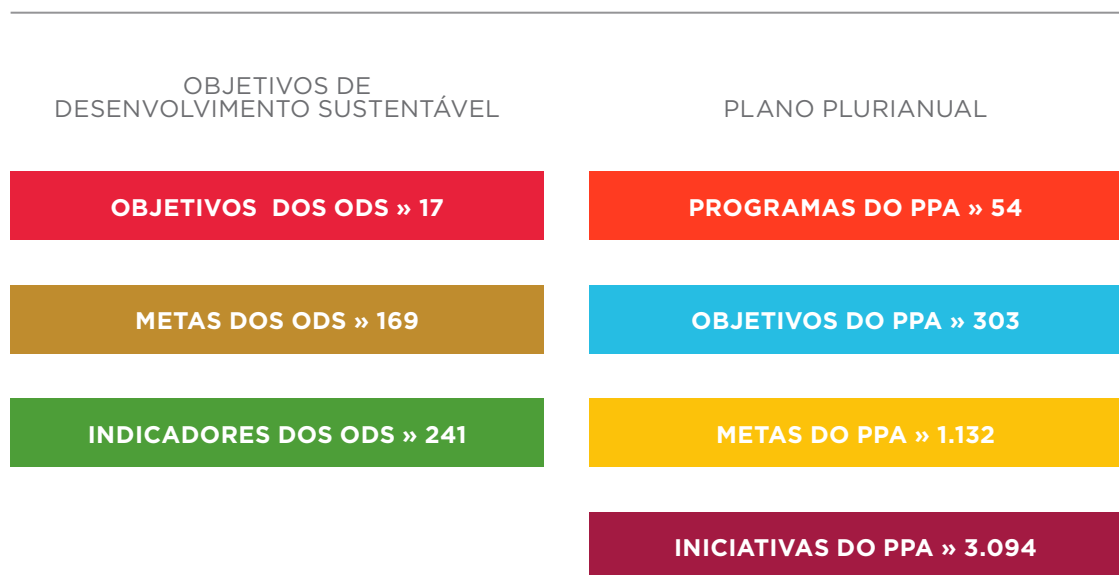 OBJETIVOS DE
DESENVOLVIMENTO SUSTENTÁVEL
OBJETIVOS DOS ODS » 17
METAS DOS ODS » 169
INDICADORES DOS ODS » 241
PLANO PLURIANUAL
PROGRAMAS DO PPA » 54
OBJETIVOS DO PPA » 303
METAS DO PPA » 1.132
INICIATIVAS DO PPA » 3.094